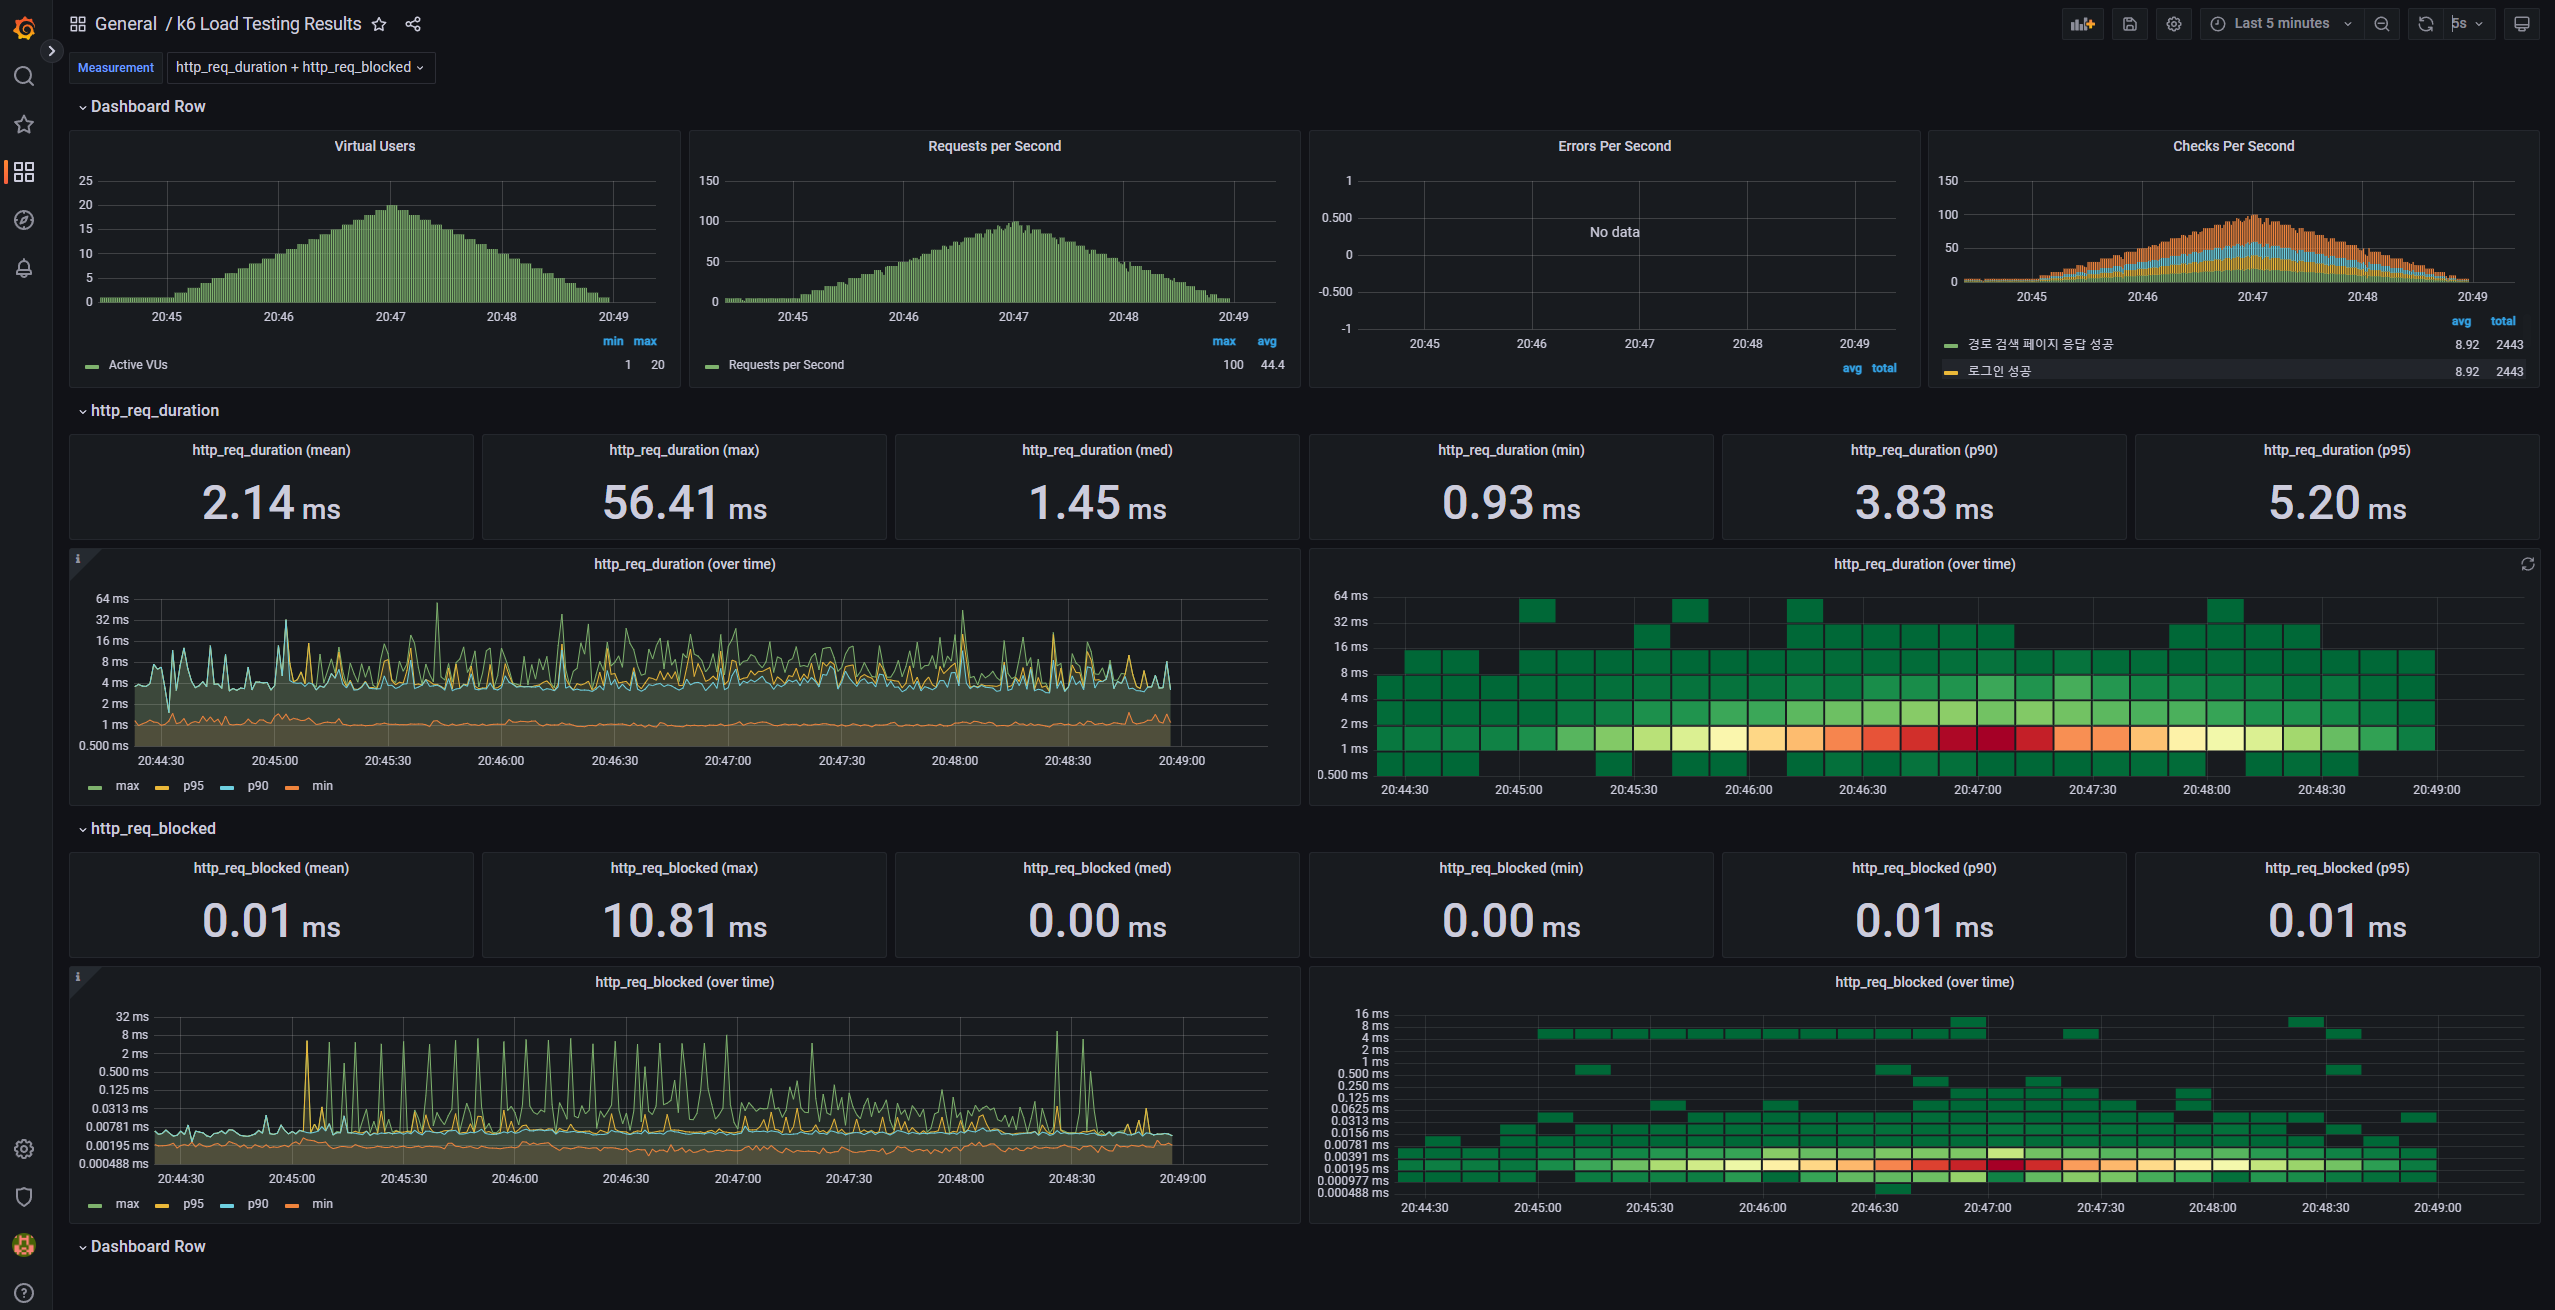 General / k6 Load Testing Results
Last 5 minutes
5s
Measurement
http_req_duration + http_req_blocked
Dashboard Row
Virtual Users
25
20
15
10
5
0
20:45 20:46 20:47 20:48 20:49
min max
Active VUs 1 20
Requests per Second
150
100
50
0
20:45 20:46 20:47 20:48 20:49
max avg
Requests per Second 100 44.4
Errors Per Second
1
0.500
0
-0.500
-1
No data
20:45 20:46 20:47 20:48 20:49
avg total
Checks Per Second
150
100
50
0
20:45 20:46 20:47 20:48 20:49
avg total
경로 검색 페이지 응답 성공 8.92 2443
로그인 성공 8.92 2443
http_req_duration
http_req_duration (mean)
2.14 ms
http_req_duration (max)
56.41 ms
http_req_duration (med)
1.45 ms
http_req_duration (min)
0.93 ms
http_req_duration (p90)
3.83 ms
http_req_duration (p95)
5.20 ms
http_req_duration (over time)
64 ms
32 ms
16 ms
8 ms
4 ms
2 ms
1 ms
0.500 ms
20:44:30 20:45:00 20:45:30 20:46:00 20:46:30 20:47:00 20:47:30 20:48:00 20:48:30 20:49:00
max p95 p90 min
http_req_duration (over time)
64 ms
32 ms
16 ms
8 ms
4 ms
2 ms
1 ms
0.500 ms
20:44:30 20:45:00 20:45:30 20:46:00 20:46:30 20:47:00 20:47:30 20:48:00 20:48:30 20:49:00
http_req_blocked
http_req_blocked (mean)
0.01 ms
http_req_blocked (max)
10.81 ms
http_req_blocked (med)
0.00 ms
http_req_blocked (min)
0.00 ms
http_req_blocked (p90)
0.01 ms
http_req_blocked (p95)
0.01 ms
http_req_blocked (over time)
32 ms
8 ms
2 ms
0.500 ms
0.125 ms
0.0313 ms
0.00781 ms
0.00195 ms
0.000488 ms
20:44:30 20:45:00 20:45:30 20:46:00 20:46:30 20:47:00 20:47:30 20:48:00 20:48:30 20:49:00
max p95 p90 min
http_req_blocked (over time)
16 ms
8 ms
4 ms
2 ms
1 ms
0.500 ms
0.250 ms
0.125 ms
0.0625 ms
0.0313 ms
0.0156 ms
0.00781 ms
0.00391 ms
0.00195 ms
0.000977 ms
0.000488 ms
20:44:30 20:45:00 20:45:30 20:46:00 20:46:30 20:47:00 20:47:30 20:48:00 20:48:30 20:49:00
Dashboard Row